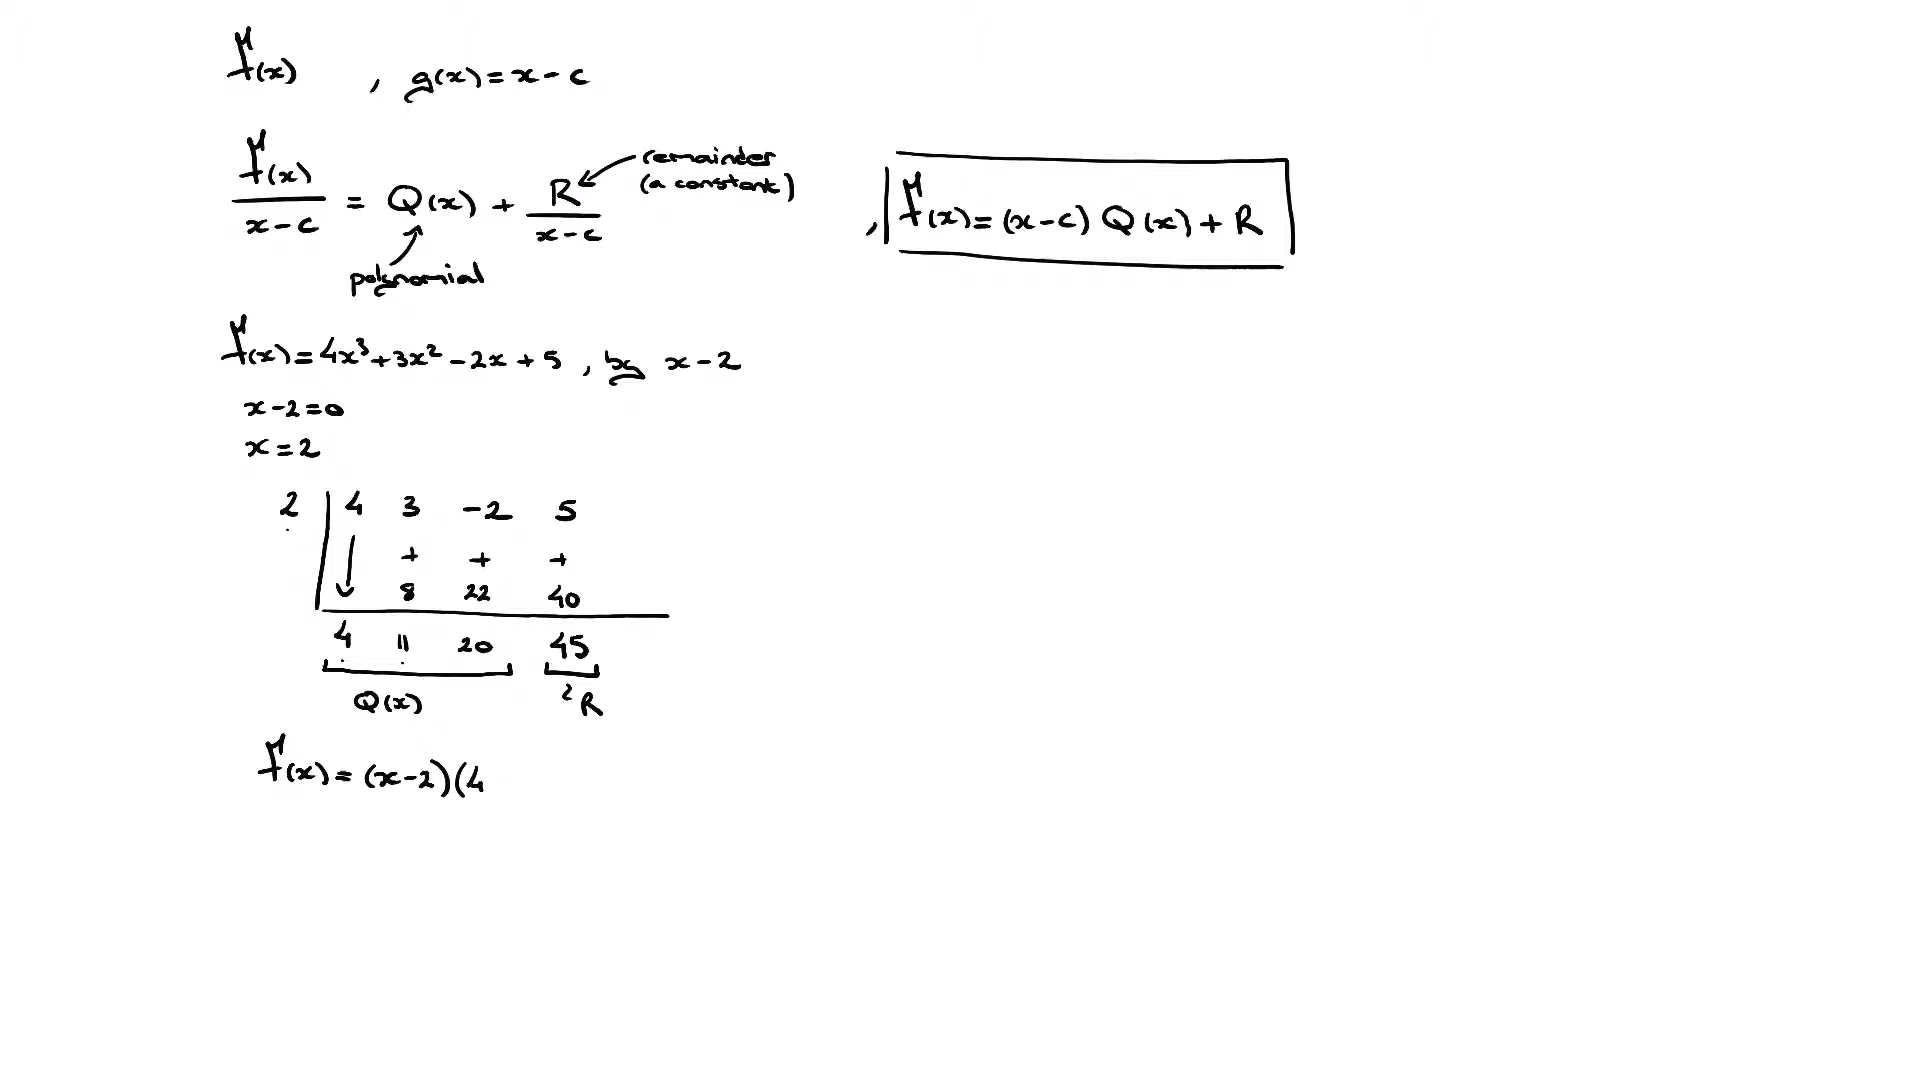 f(x) , g(x) = x - c
f(x)/(x - c) = Q(x) + R/(x - c)
remainder
(a constant)
polynomial
, f(x) = (x - c) Q(x) + R
f(x) = 4x³ + 3x² - 2x + 5 , by x - 2
x - 2 = 0
x = 2
2 | 4 3 -2 5
+ + +
8 22 40
4 11 20 45
Q(x) ² R
f(x) = (x - 2)(4